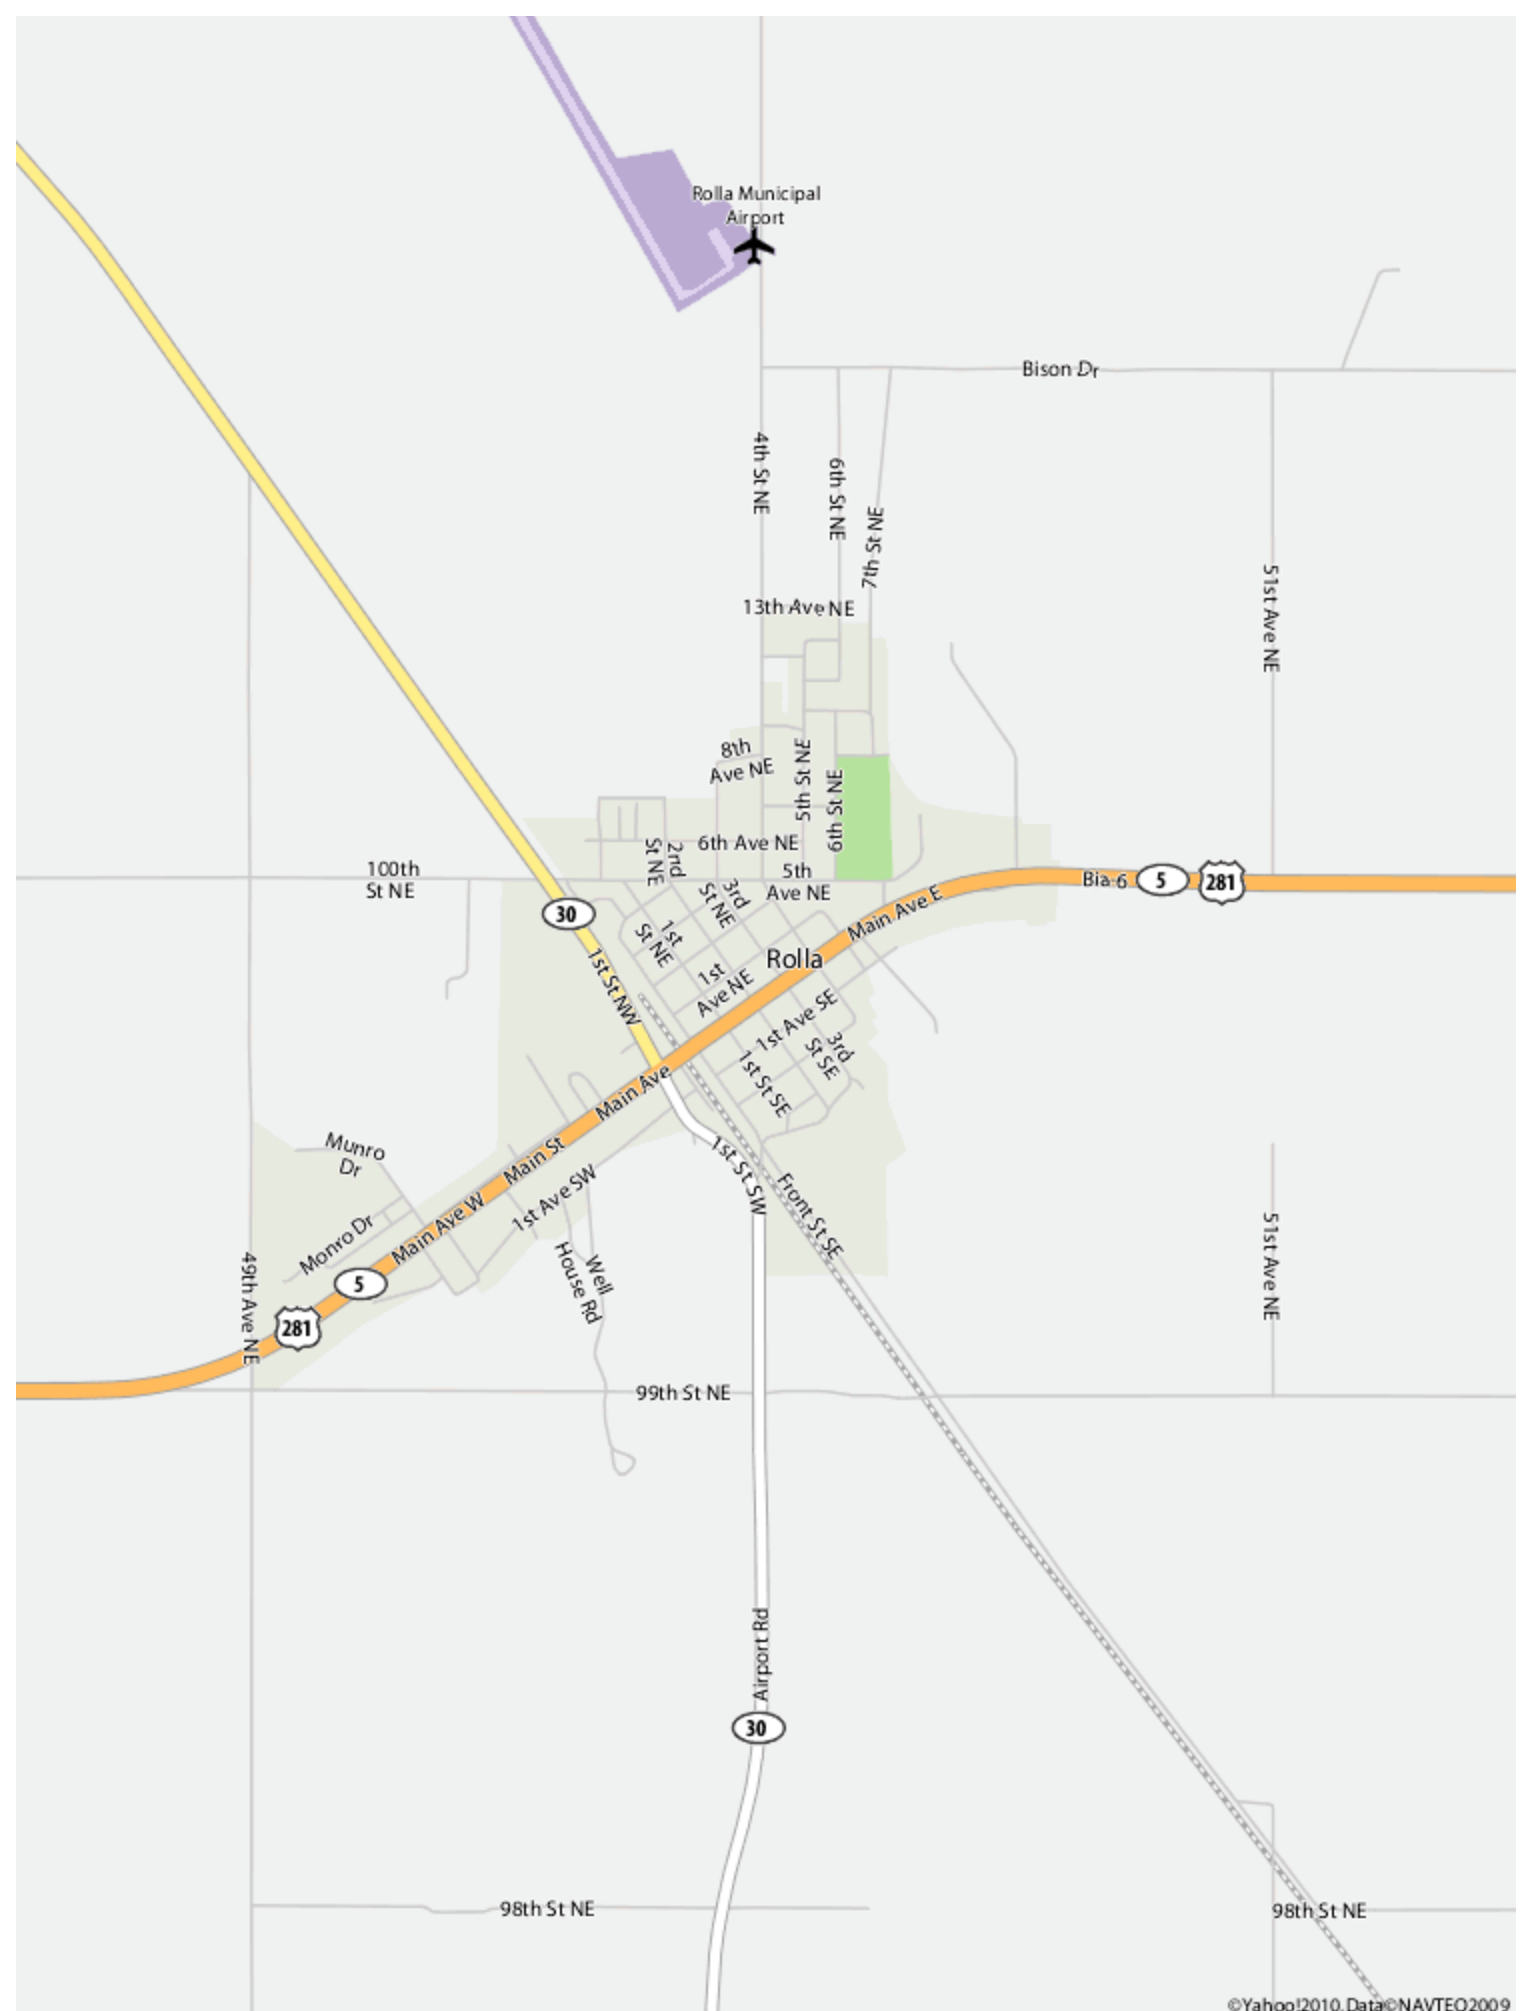 Rolla Municipal
Airport
Bison Dr
4th St NE
6th St NE
7th St NE
51st Ave NE
13th Ave NE
8th
Ave NE
5th St NE
6th St NE
6th Ave NE
2nd
St NE
100th
St NE
5th
Ave NE
Bia 6
5
281
3rd
St NE
30
Main Ave E
1st
St NE
Rolla
1st St NW
1st
Ave NE
1st Ave SE
3rd
St SE
1st St SE
Main Ave
Munro
Dr
Main St
1st St SW
1st Ave SW
Front St SE
Main Ave W
Monro Dr
51st Ave NE
49th Ave NE
Well
House Rd
5
281
99th St NE
Airport Rd
30
98th St NE
98th St NE
©Yahoo!2010, Data©NAVTEQ2009